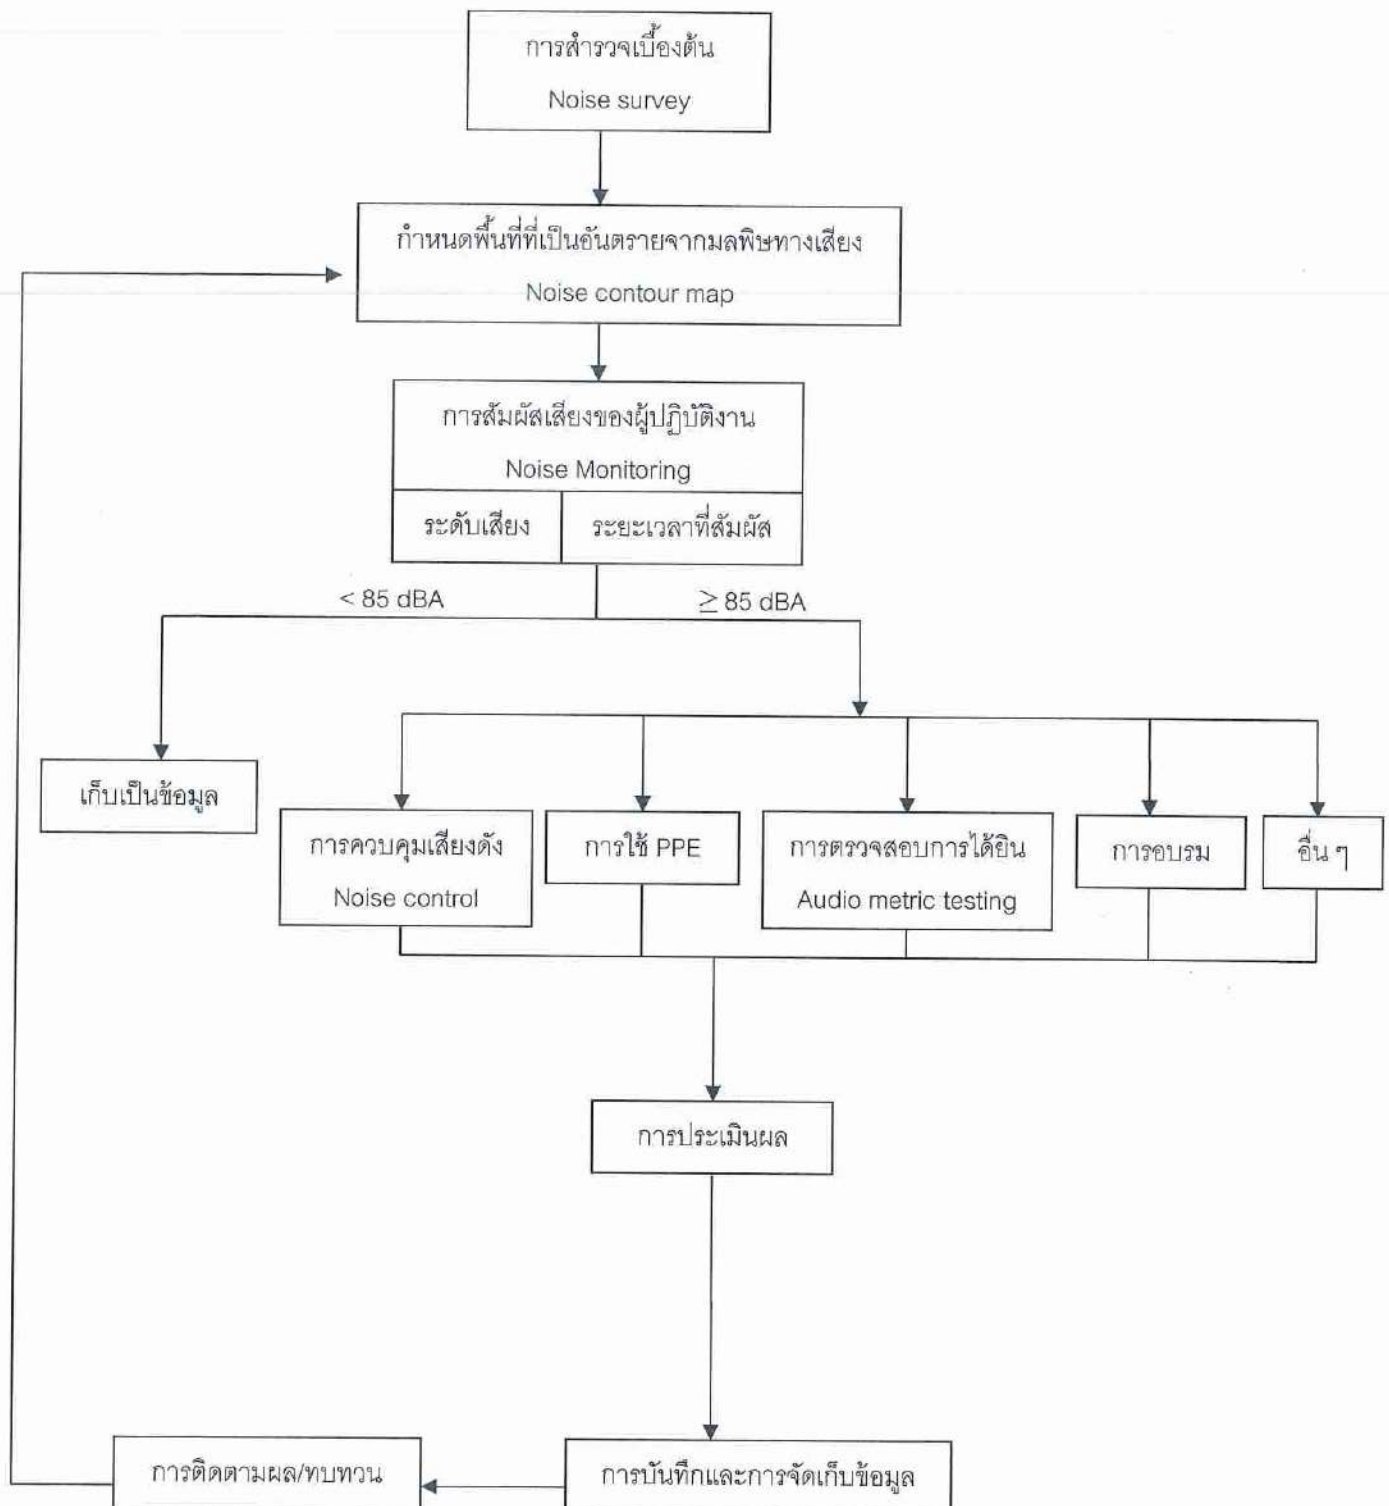 การสำรวจเบื้องต้น
Noise survey
กำหนดพื้นที่ที่เป็นอันตรายจากมลพิษทางเสียง
Noise contour map
การสัมผัสเสียงของผู้ปฏิบัติงาน
Noise Monitoring
ระดับเสียง
ระยะเวลาที่สัมผัส
< 85 dBA
≥ 85 dBA
เก็บเป็นข้อมูล
การควบคุมเสียงดัง
Noise control
การใช้ PPE
การตรวจสอบการได้ยิน
Audio metric testing
การอบรม
อื่น ๆ
การประเมินผล
การติดตามผล/ทบทวน
การบันทึกและการจัดเก็บข้อมูล